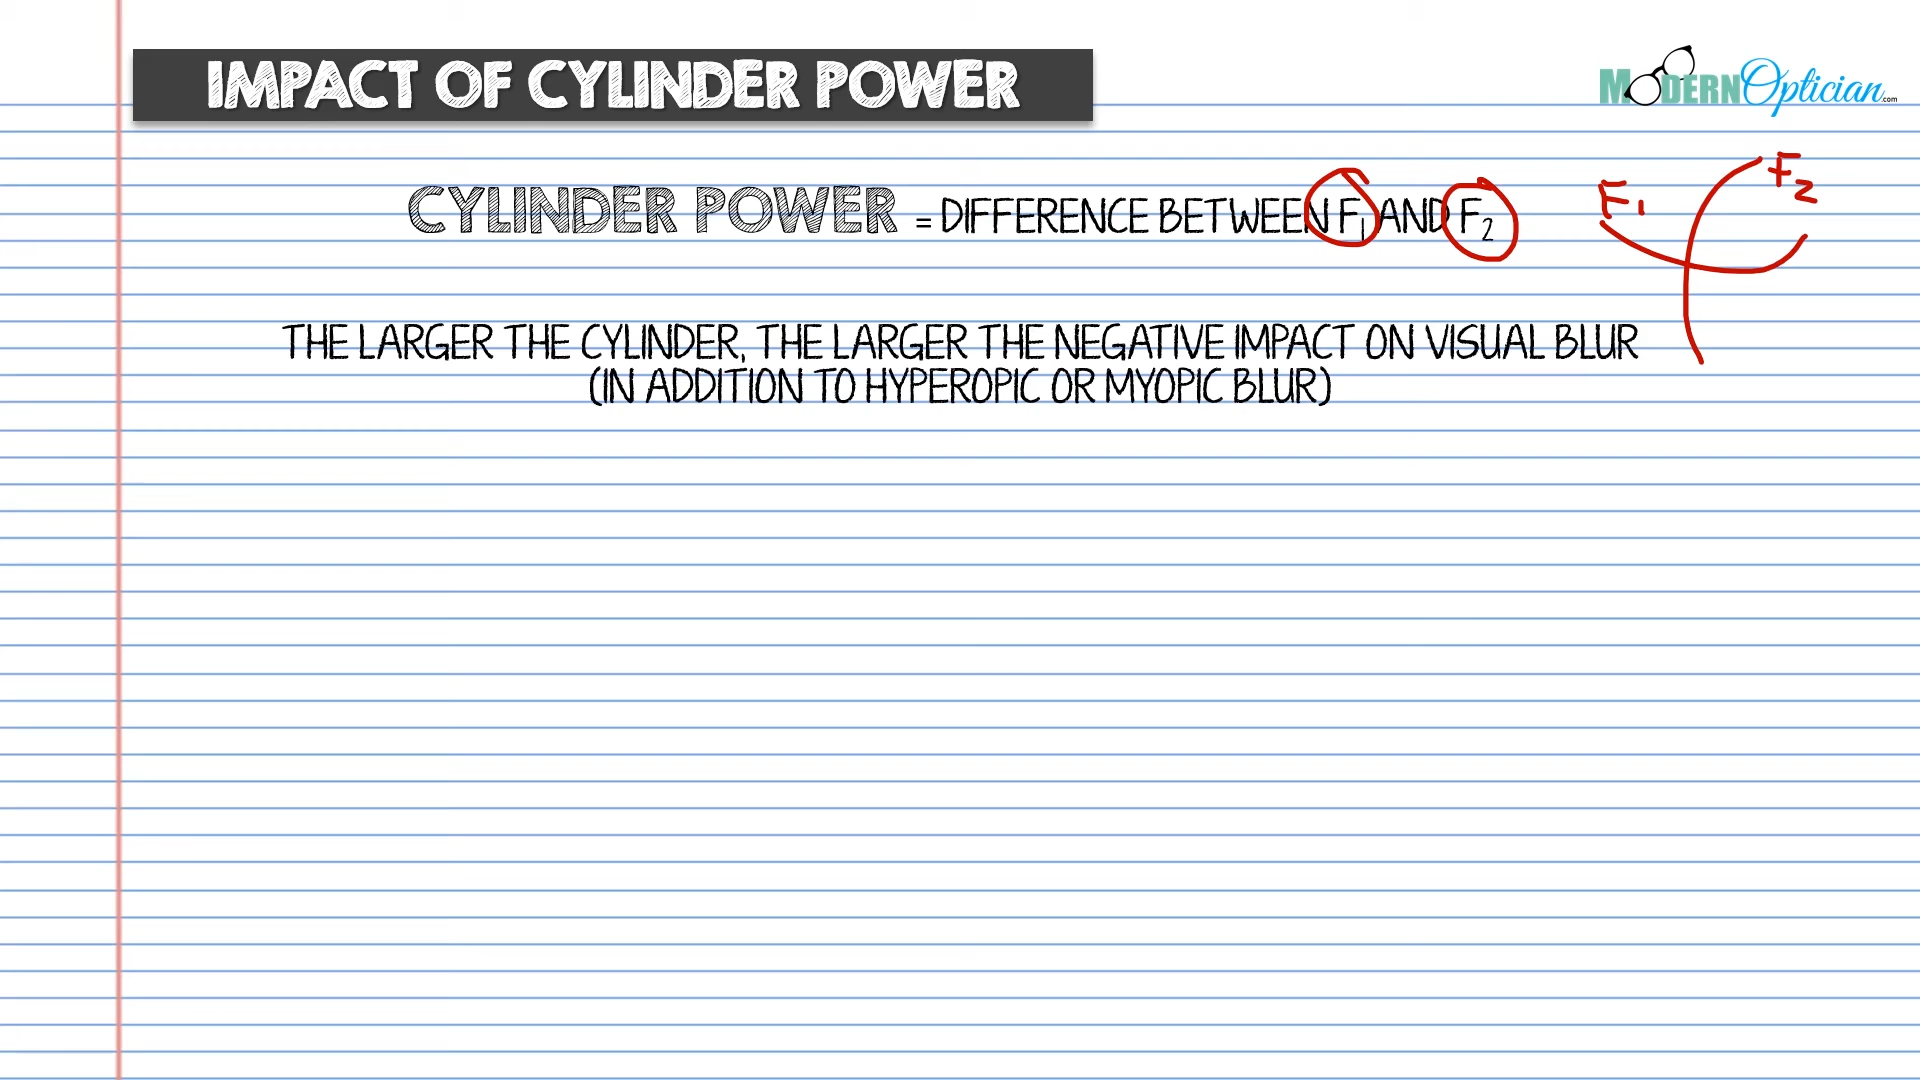 IMPACT OF CYLINDER POWER
MODERNOptician.com
CYLINDER POWER = DIFFERENCE BETWEEN F₁ AND F₂
F₁
F₂
THE LARGER THE CYLINDER, THE LARGER THE NEGATIVE IMPACT ON VISUAL BLUR
(IN ADDITION TO HYPEROPIC OR MYOPIC BLUR)